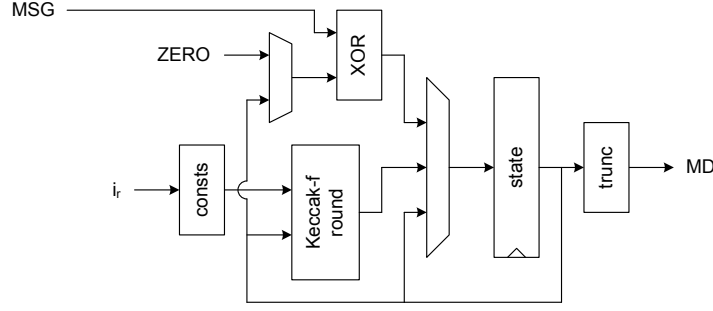 MSG
ZERO
XOR
i_r
consts
Keccak-f
round
state
trunc
MD